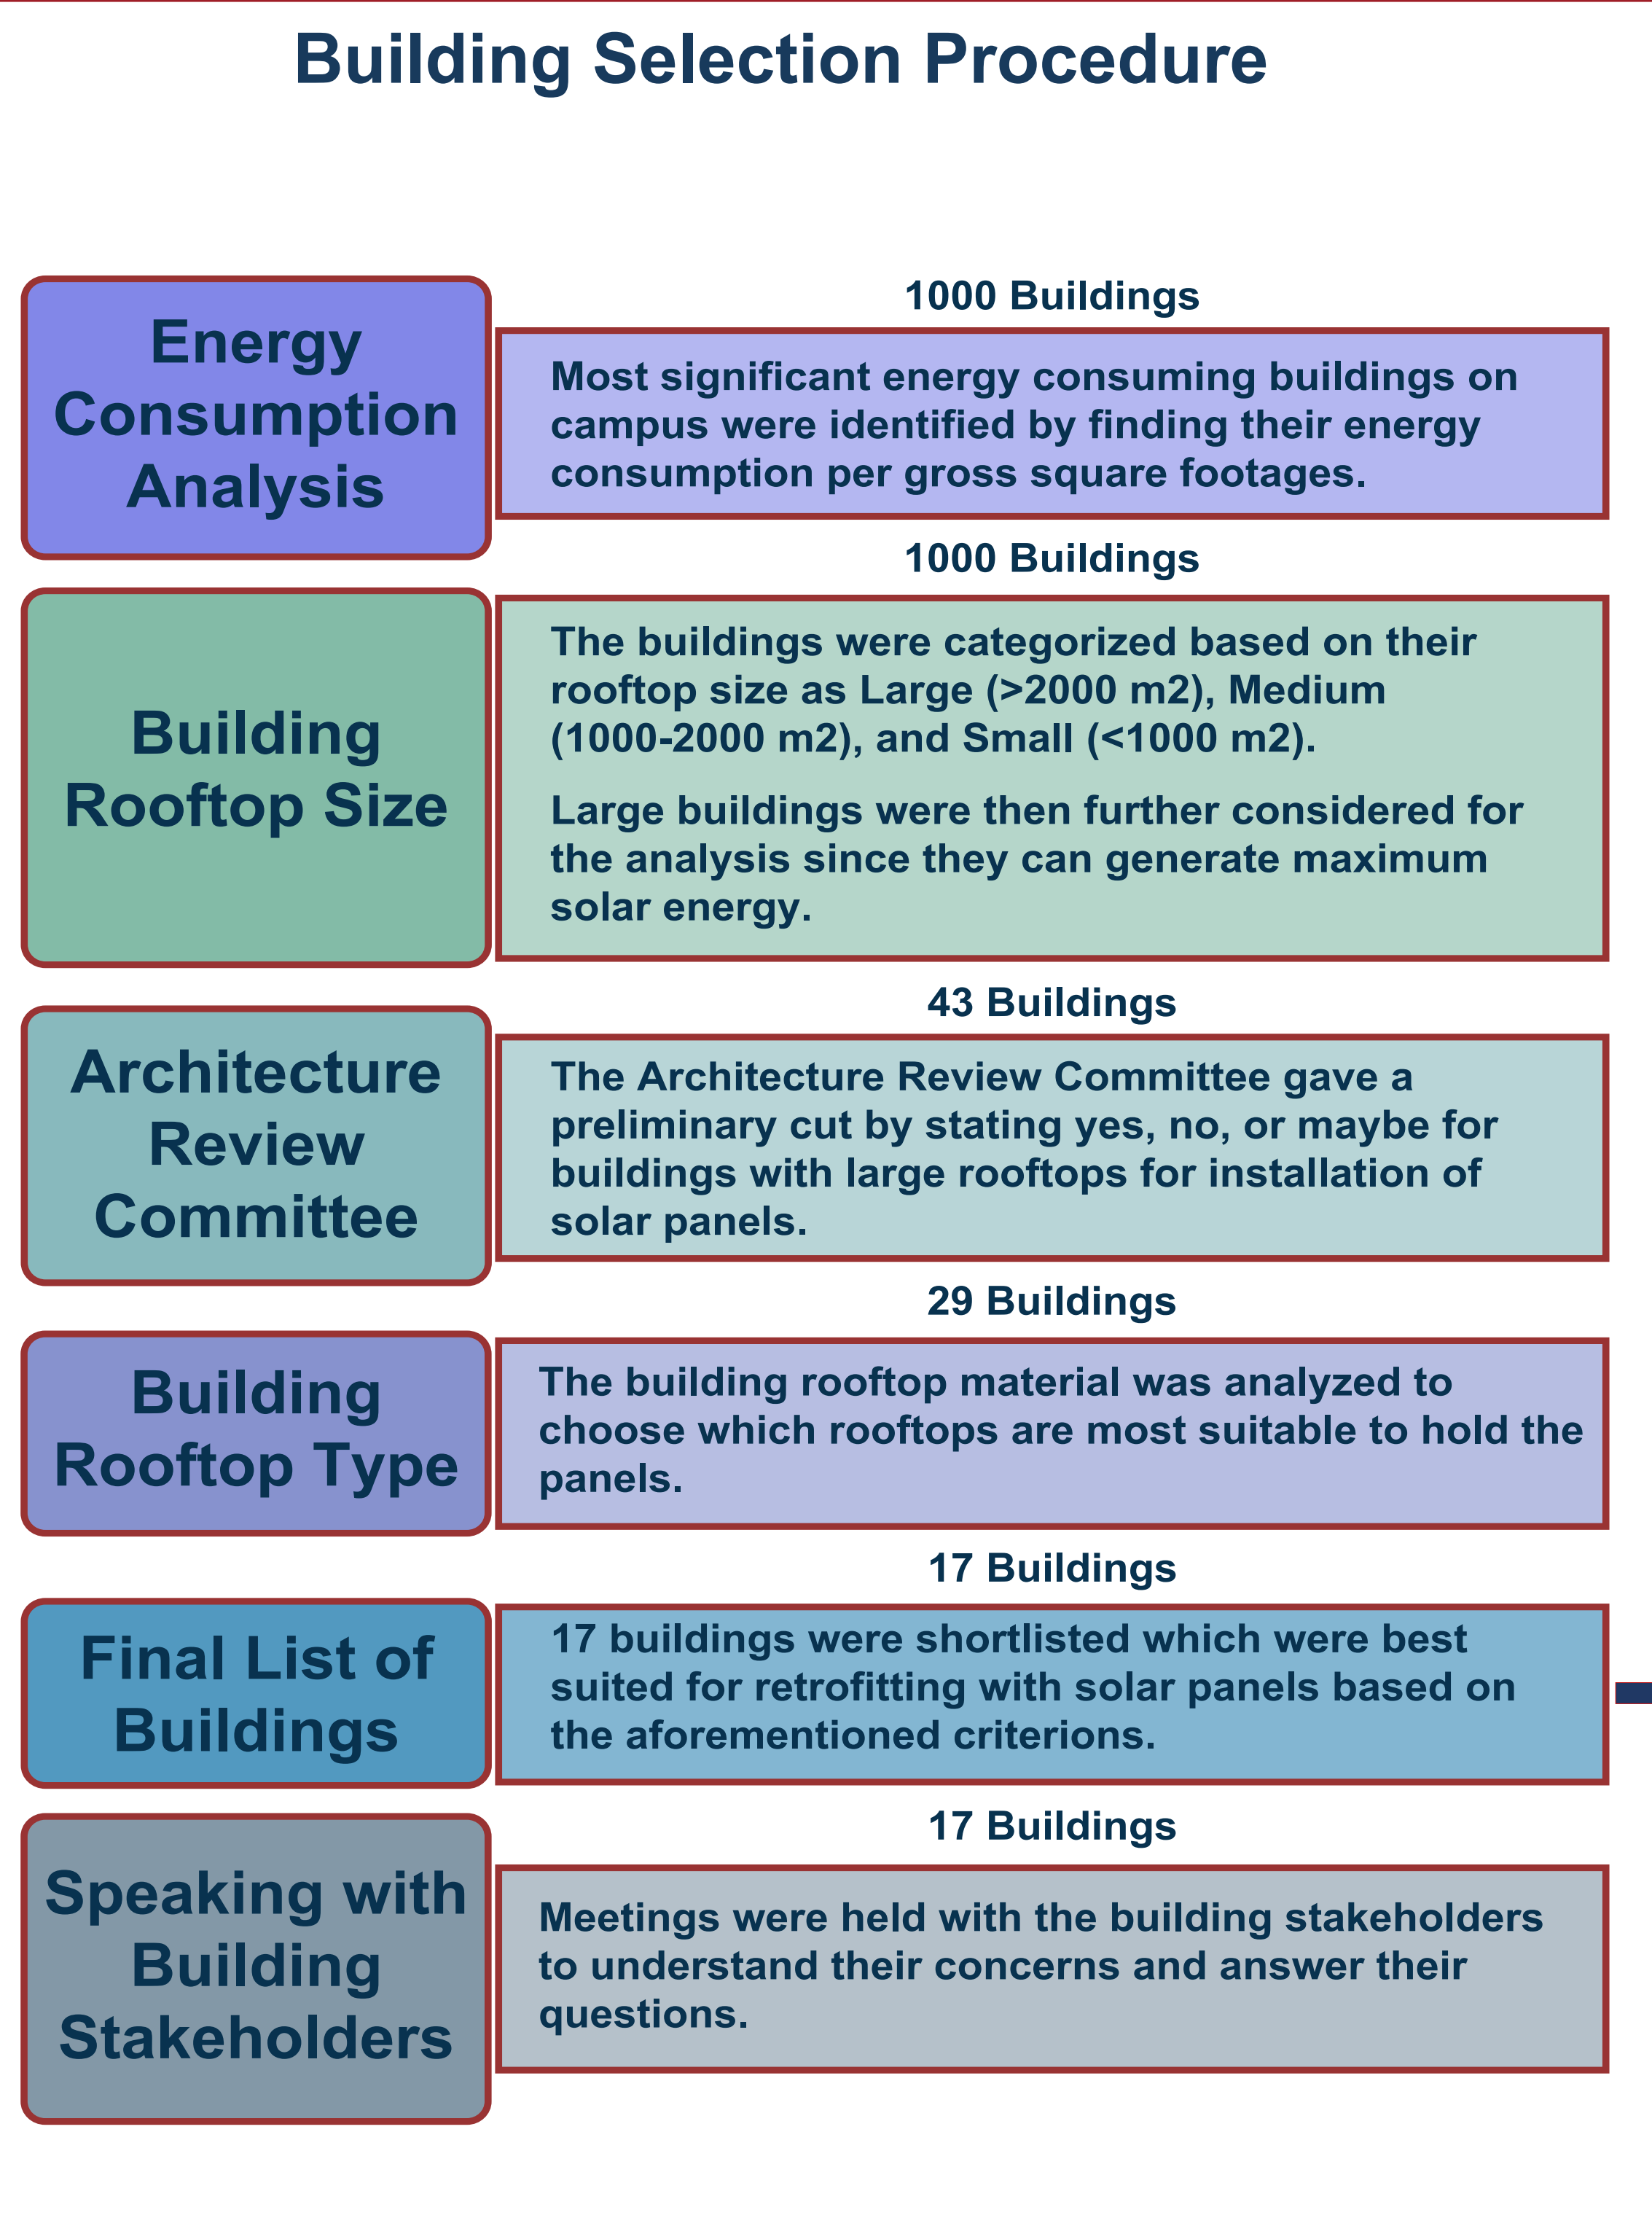 Building Selection Procedure
Energy
Consumption
Analysis
1000 Buildings
Most significant energy consuming buildings on
campus were identified by finding their energy
consumption per gross square footages.
Building
Rooftop Size
1000 Buildings
The buildings were categorized based on their
rooftop size as Large (>2000 m2), Medium
(1000-2000 m2), and Small (<1000 m2).
Large buildings were then further considered for
the analysis since they can generate maximum
solar energy.
Architecture
Review
Committee
43 Buildings
The Architecture Review Committee gave a
preliminary cut by stating yes, no, or maybe for
buildings with large rooftops for installation of
solar panels.
Building
Rooftop Type
29 Buildings
The building rooftop material was analyzed to
choose which rooftops are most suitable to hold the
panels.
Final List of
Buildings
17 Buildings
17 buildings were shortlisted which were best
suited for retrofitting with solar panels based on
the aforementioned criterions.
Speaking with
Building
Stakeholders
17 Buildings
Meetings were held with the building stakeholders
to understand their concerns and answer their
questions.